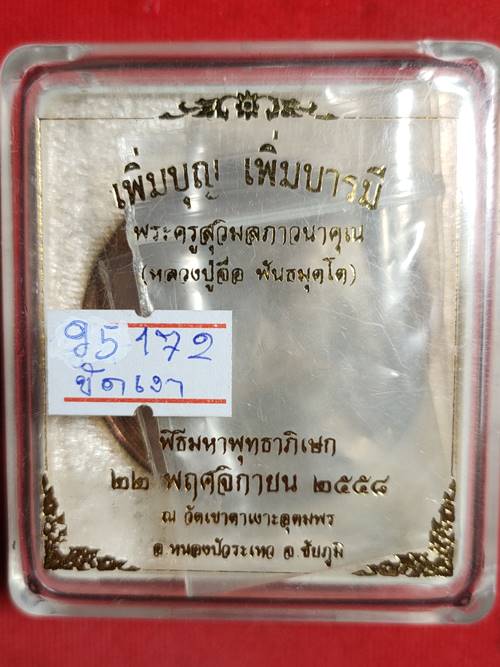 เพิ่มบุญ เพิ่มบารมี
พระครูสุวิมลภาวนาคุณ
(หลวงปู่จือ พันธมุตโต)
95172
ขัดเงา
พิธีมหาพุทธาภิเษก
๒๒ พฤศจิกายน ๒๕๕๘
ณ วัดเขาตาเงาะอุดมพร
อ.หนองบัวระเหว จ.ชัยภูมิ